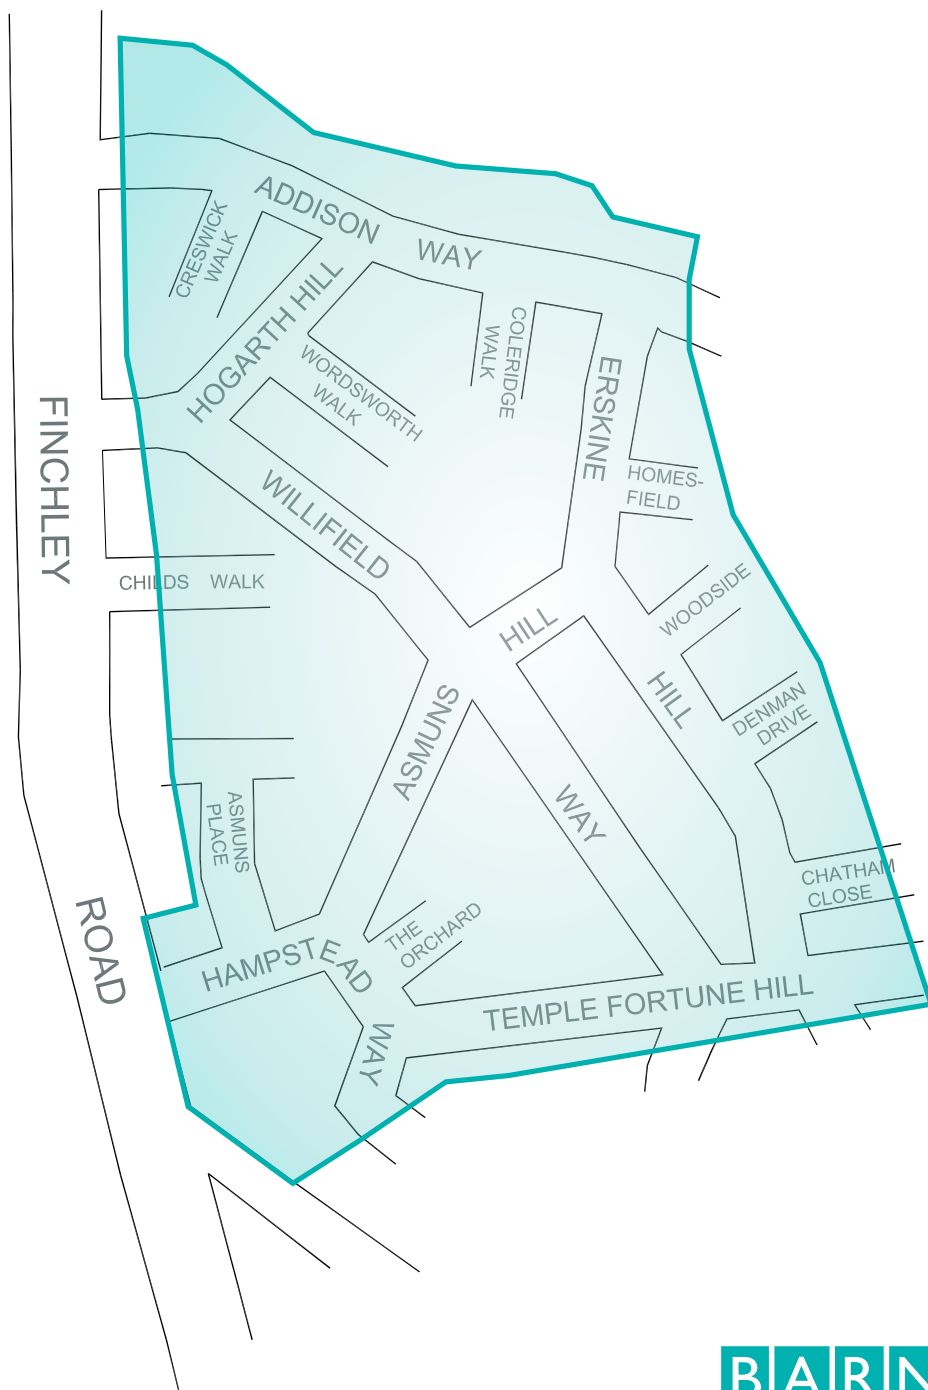 ADDISON WAY
CRESWICK
WALK
HOGARTH HILL
WORDSWORTH
WALK
COLERIDGE
WALK
ERSKINE
HILL
FINCHLEY
ROAD
HOMES-
FIELD
WILLIFIELD
WAY
CHILDS WALK
HILL
WOODSIDE
ASMUNS
DENMAN
DRIVE
ASMUNS
PLACE
CHATHAM
CLOSE
THE
ORCHARD
HAMPSTEAD
WAY
TEMPLE FORTUNE HILL
BARN